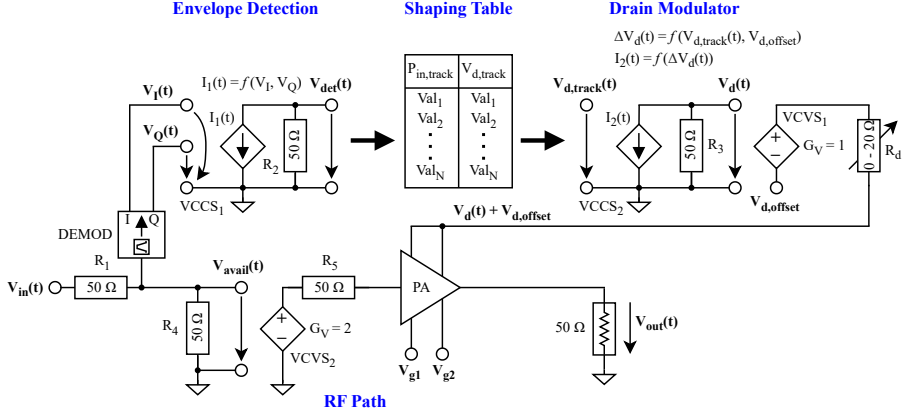 Envelope Detection
Shaping Table
Drain Modulator
ΔV_d(t) = f(V_d,track(t), V_d,offset)
I_2(t) = f(ΔV_d(t))
I_1(t) = f(V_I, V_Q)
V_det(t)
V_I(t)
V_Q(t)
I_1(t)
R_2
50 Ω
VCCS_1
P_in,track V_d,track
Val_1 Val_1
Val_2 Val_2
Val_N Val_N
V_d,track(t)
V_d(t)
I_2(t)
50 Ω
R_3
VCCS_2
VCVS_1
G_V = 1
V_d,offset
0 - 20 Ω
R_d
I Q
DEMOD
V_d(t) + V_d,offset
V_in(t)
R_1
50 Ω
V_avail(t)
R_4
50 Ω
R_5
50 Ω
G_V = 2
VCVS_2
PA
V_g1
V_g2
50 Ω
V_out(t)
RF Path